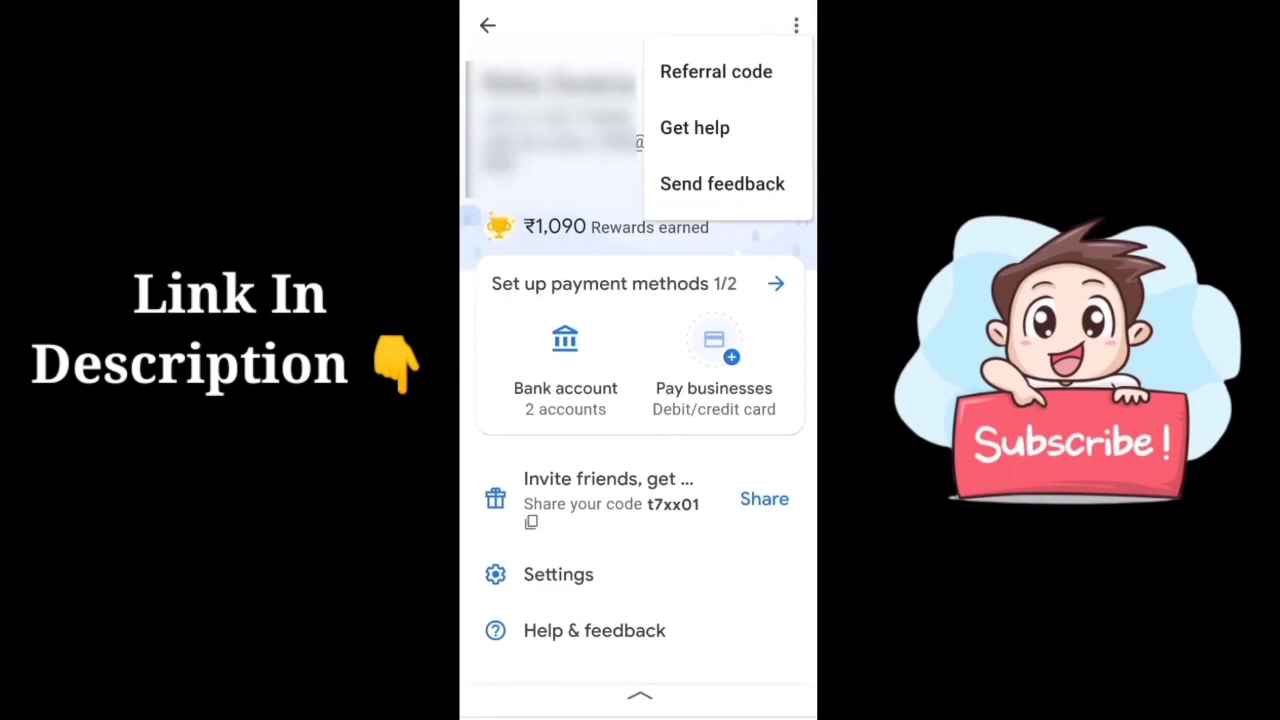 Link In
Description 👇
Referral code
Get help
Send feedback
@
₹1,090 Rewards earned
Set up payment methods 1/2
Bank account
2 accounts
Pay businesses
Debit/credit card
Invite friends, get ...
Share your code t7xx01
Share
Settings
Help & feedback
Subscribe !